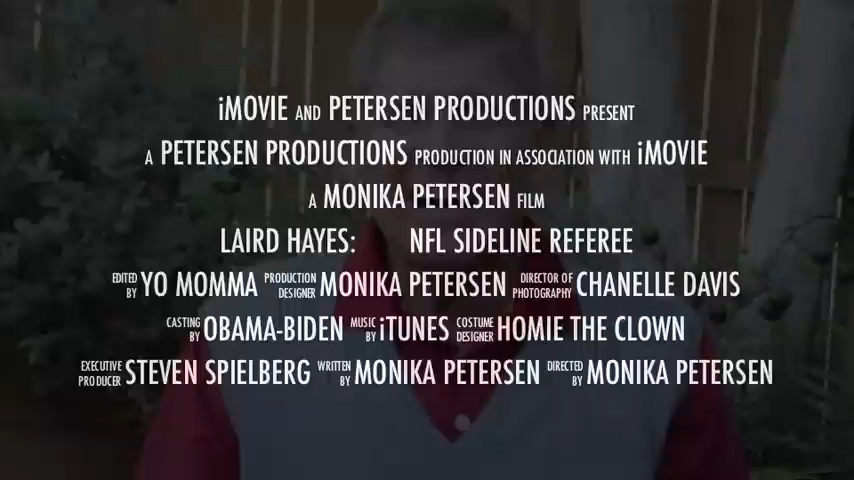 iMOVIE AND PETERSEN PRODUCTIONS PRESENT
A PETERSEN PRODUCTIONS PRODUCTION IN ASSOCIATION WITH iMOVIE
A MONIKA PETERSEN FILM
LAIRD HAYES: NFL SIDELINE REFEREE
EDITED BY YO MOMMA PRODUCTION DESIGNER MONIKA PETERSEN DIRECTOR OF PHOTOGRAPHY CHANELLE DAVIS
CASTING BY OBAMA-BIDEN MUSIC BY iTUNES COSTUME DESIGNER HOMIE THE CLOWN
EXECUTIVE PRODUCER STEVEN SPIELBERG WRITTEN BY MONIKA PETERSEN DIRECTED BY MONIKA PETERSEN